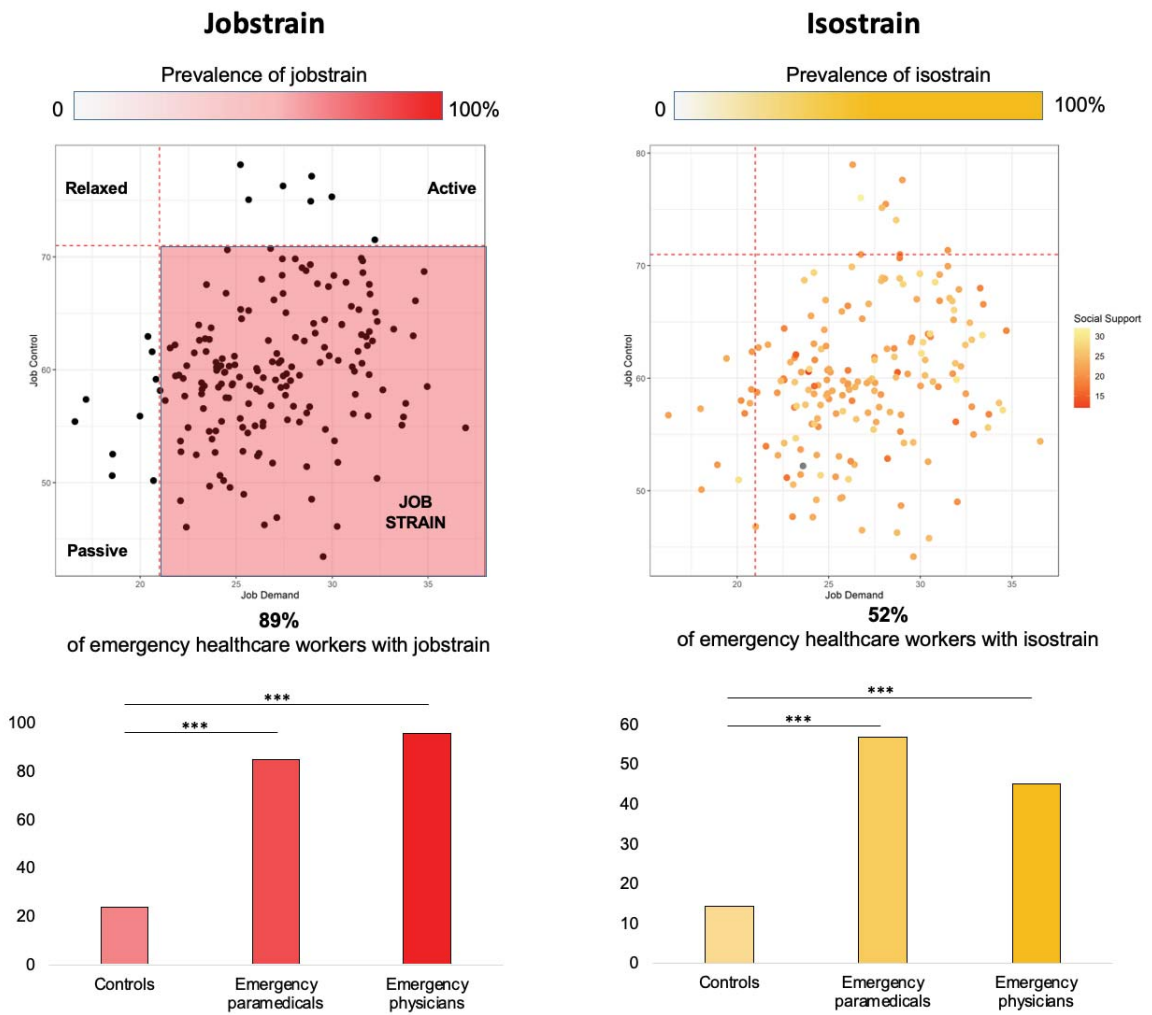 Jobstrain
Prevalence of jobstrain
0
100%
Relaxed
Active
70
60
50
Job Control
JOB
STRAIN
Passive
20
25
30
35
Job Demand
89%
of emergency healthcare workers with jobstrain
***
***
100
80
60
40
20
0
Controls
Emergency
paramedicals
Emergency
physicians
Isostrain
Prevalence of isostrain
0
100%
80
70
60
50
Job Control
Social Support
30
25
20
15
20
25
30
35
Job Demand
52%
of emergency healthcare workers with isostrain
***
***
60
50
40
30
20
10
0
Controls
Emergency
paramedicals
Emergency
physicians